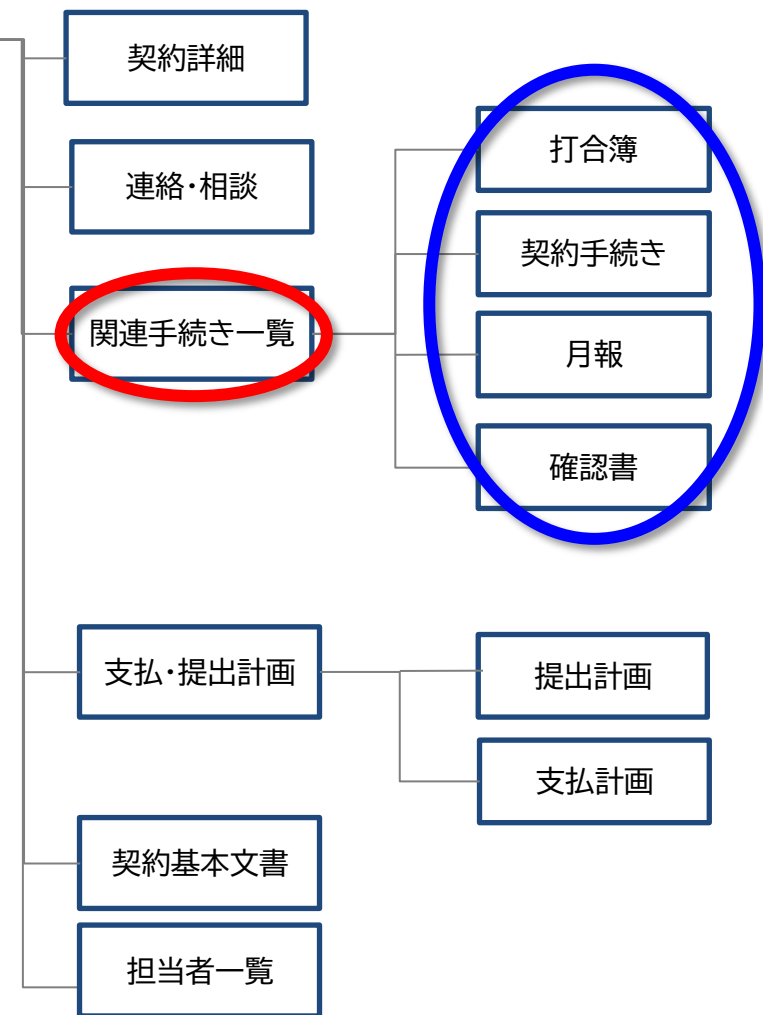 契約詳細
連絡・相談
関連手続き一覧
打合簿
契約手続き
月報
確認書
支払・提出計画
提出計画
支払計画
契約基本文書
担当者一覧